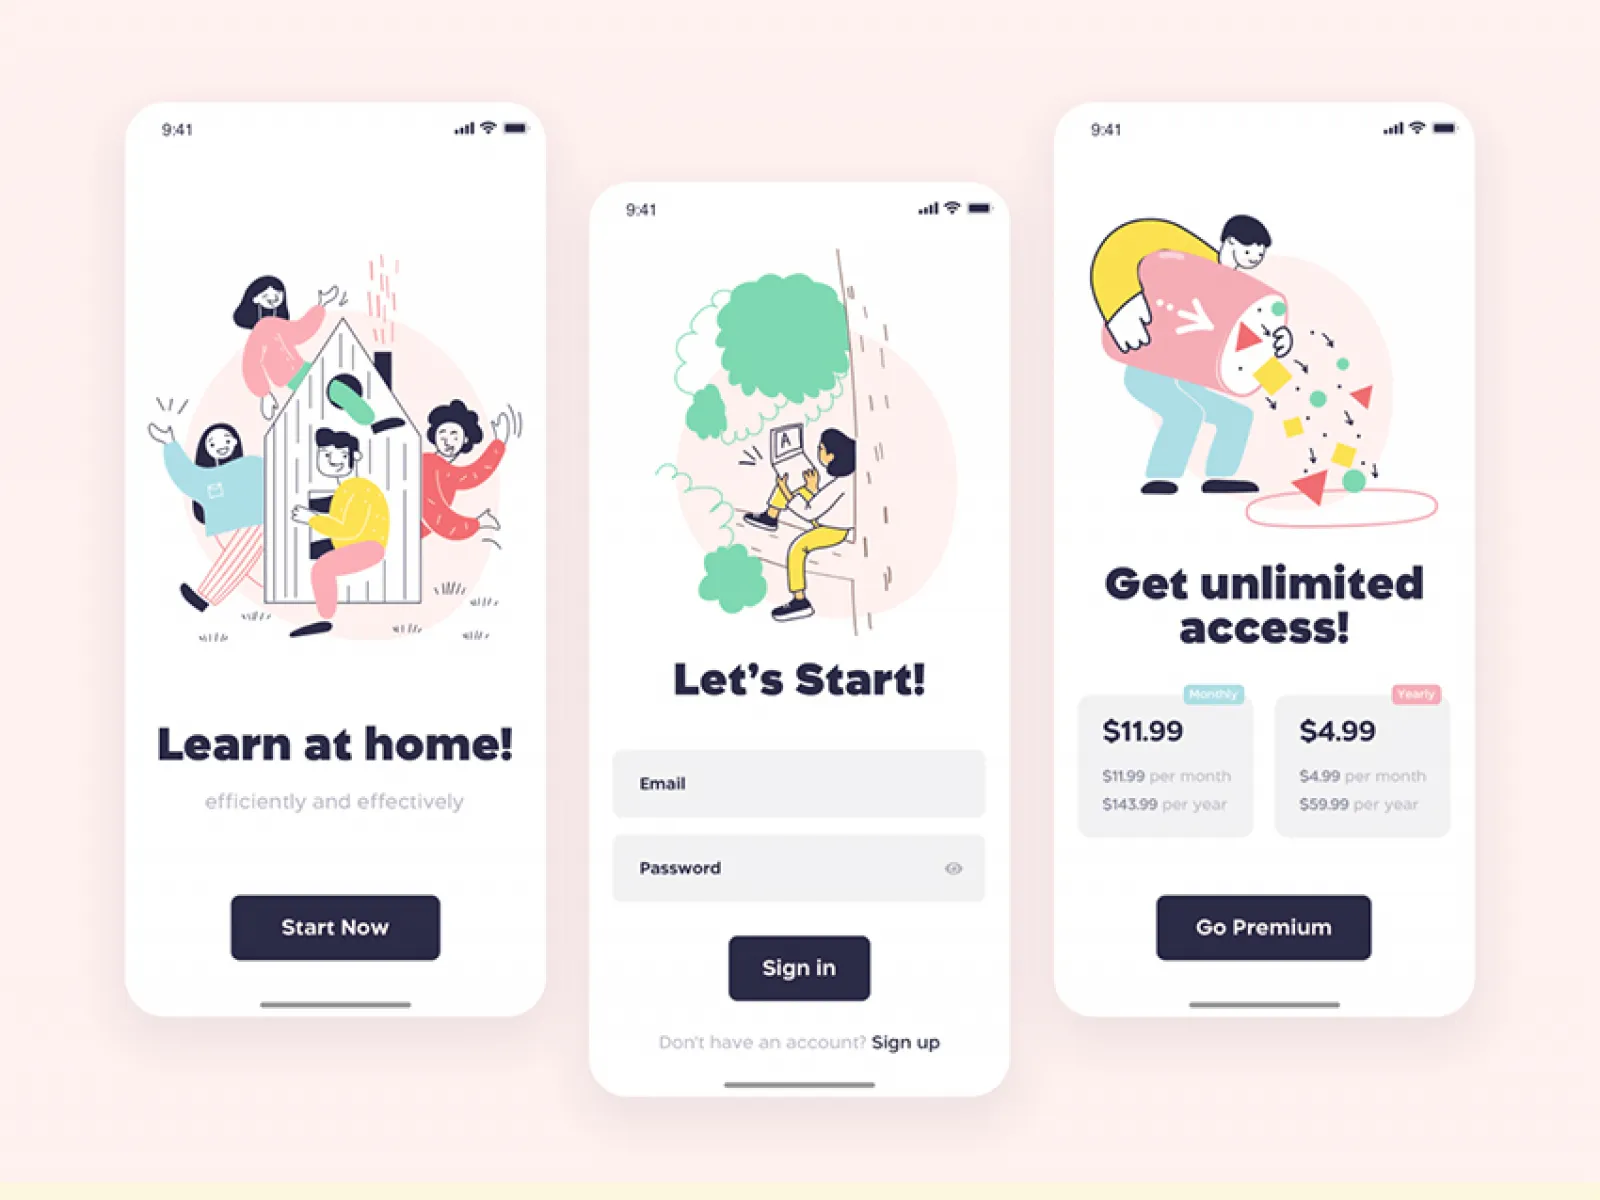 9:41
Learn at home!
efficiently and effectively
Start Now
9:41
A
Let's Start!
Email
Password
Sign in
Don't have an account? Sign up
9:41
Get unlimited
access!
Monthly
$11.99
$11.99 per month
$143.99 per year
Yearly
$4.99
$4.99 per month
$59.99 per year
Go Premium